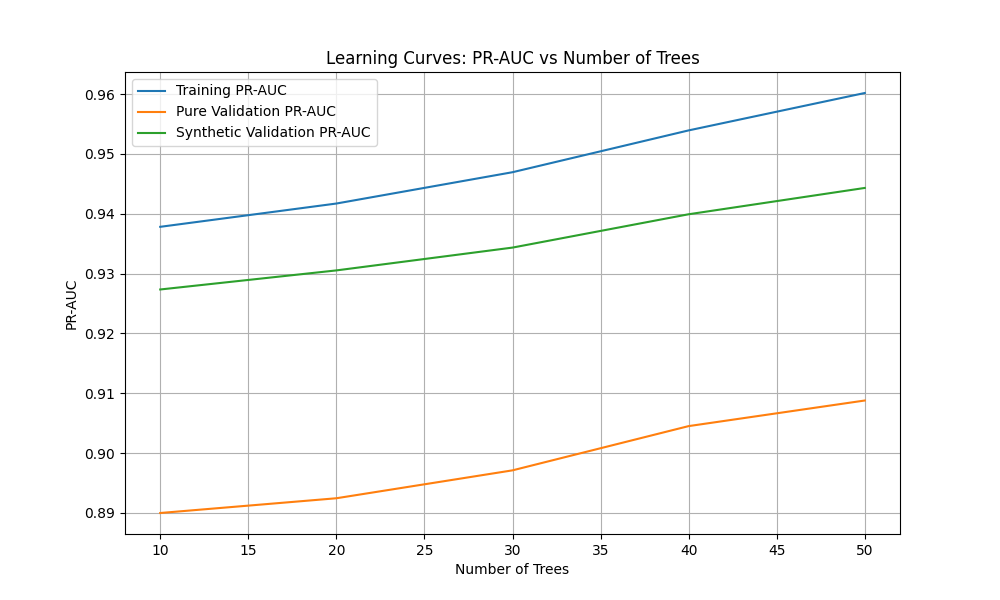 Learning Curves: PR-AUC vs Number of Trees
Training PR-AUC
Pure Validation PR-AUC
Synthetic Validation PR-AUC
PR-AUC
0.96
0.95
0.94
0.93
0.92
0.91
0.90
0.89
10 15 20 25 30 35 40 45 50
Number of Trees